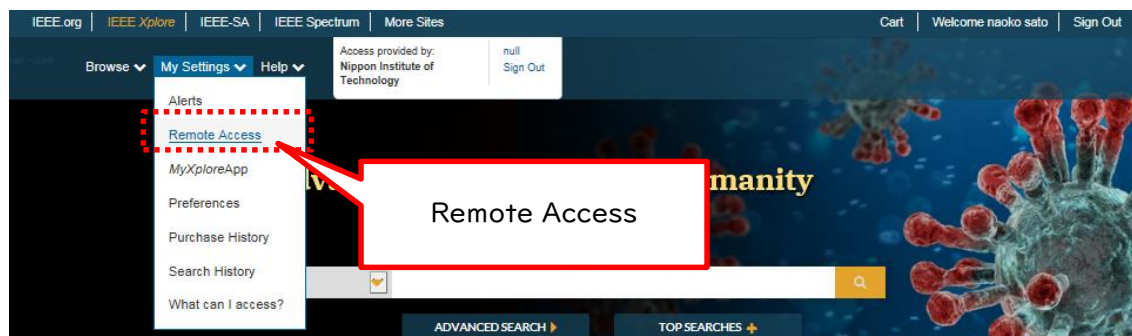 IEEE.org | IEEE Xplore | IEEE-SA | IEEE Spectrum | More Sites
Cart | Welcome naoko sato | Sign Out
Browse My Settings Help
Access provided by:
Nippon Institute of
Technology
null
Sign Out
Alerts
Remote Access
MyXploreApp
Preferences
Purchase History
Search History
What can I access?
manity
Remote Access
ADVANCED SEARCH
TOP SEARCHES +